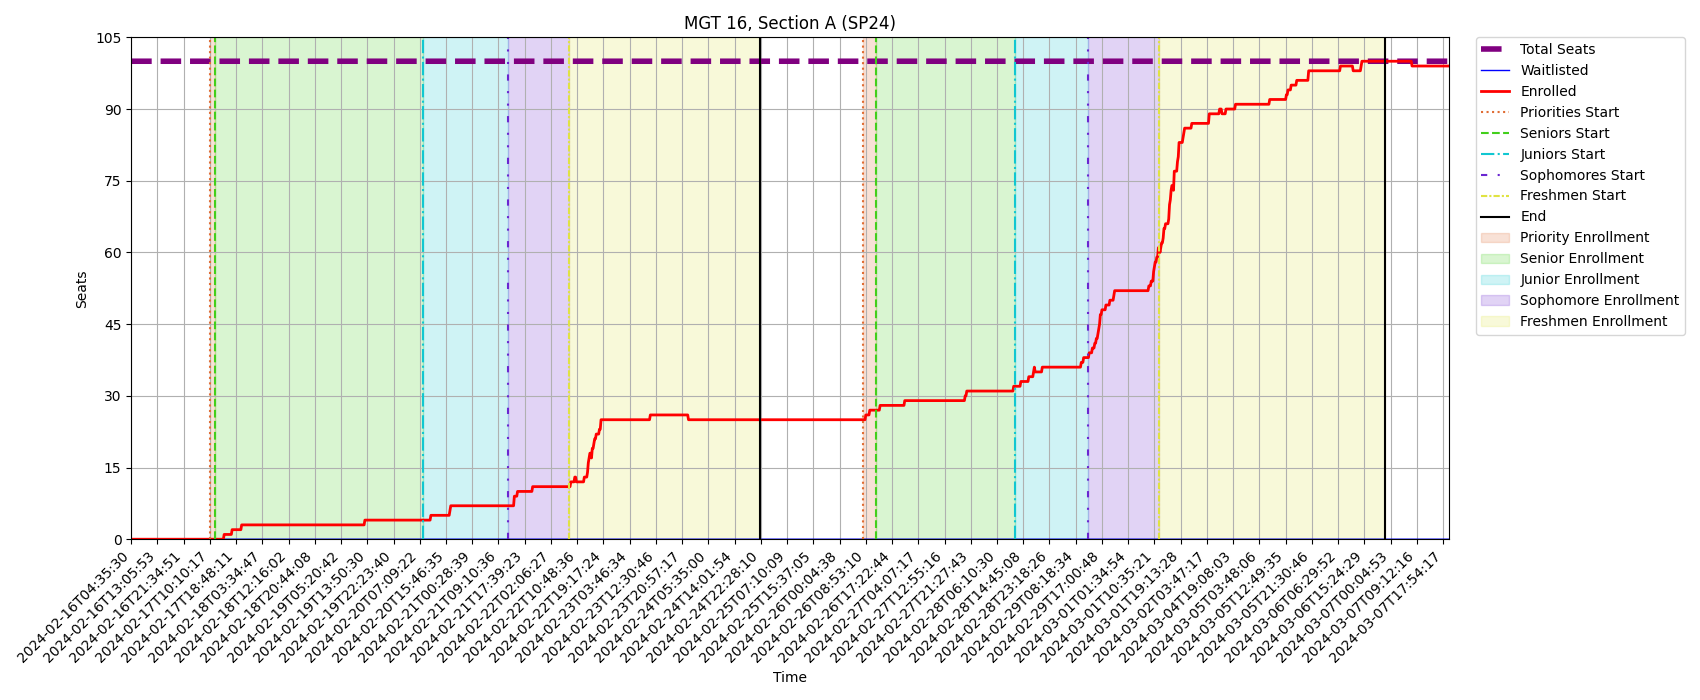 MGT 16, Section A (SP24)
105
90
75
60
45
30
15
0
Seats
2024-02-16T04:35:30
2024-02-16T13:05:53
2024-02-16T21:34:51
2024-02-17T10:10:17
2024-02-17T18:48:11
2024-02-18T03:34:47
2024-02-18T12:16:02
2024-02-18T20:44:08
2024-02-19T05:20:42
2024-02-19T13:50:30
2024-02-19T22:23:40
2024-02-20T07:09:22
2024-02-20T15:46:35
2024-02-21T00:28:39
2024-02-21T09:10:36
2024-02-21T17:39:23
2024-02-22T02:06:27
2024-02-22T10:48:36
2024-02-22T19:17:24
2024-02-23T03:46:34
2024-02-23T12:30:46
2024-02-23T20:57:17
2024-02-24T05:35:00
2024-02-24T14:01:54
2024-02-24T22:28:10
2024-02-25T07:10:09
2024-02-25T15:37:05
2024-02-26T00:04:38
2024-02-26T08:53:10
2024-02-26T17:22:44
2024-02-27T04:07:17
2024-02-27T12:55:16
2024-02-27T21:27:43
2024-02-28T06:10:30
2024-02-28T14:45:08
2024-02-28T23:18:26
2024-02-29T08:18:34
2024-02-29T17:00:48
2024-03-01T01:34:54
2024-03-01T10:35:21
2024-03-01T19:13:28
2024-03-02T03:47:17
2024-03-04T19:08:03
2024-03-05T03:48:06
2024-03-05T12:49:35
2024-03-05T21:30:46
2024-03-06T06:29:52
2024-03-06T15:24:29
2024-03-07T00:04:53
2024-03-07T09:12:16
2024-03-07T17:54:17
Time
Total Seats
Waitlisted
Enrolled
Priorities Start
Seniors Start
Juniors Start
Sophomores Start
Freshmen Start
End
Priority Enrollment
Senior Enrollment
Junior Enrollment
Sophomore Enrollment
Freshmen Enrollment